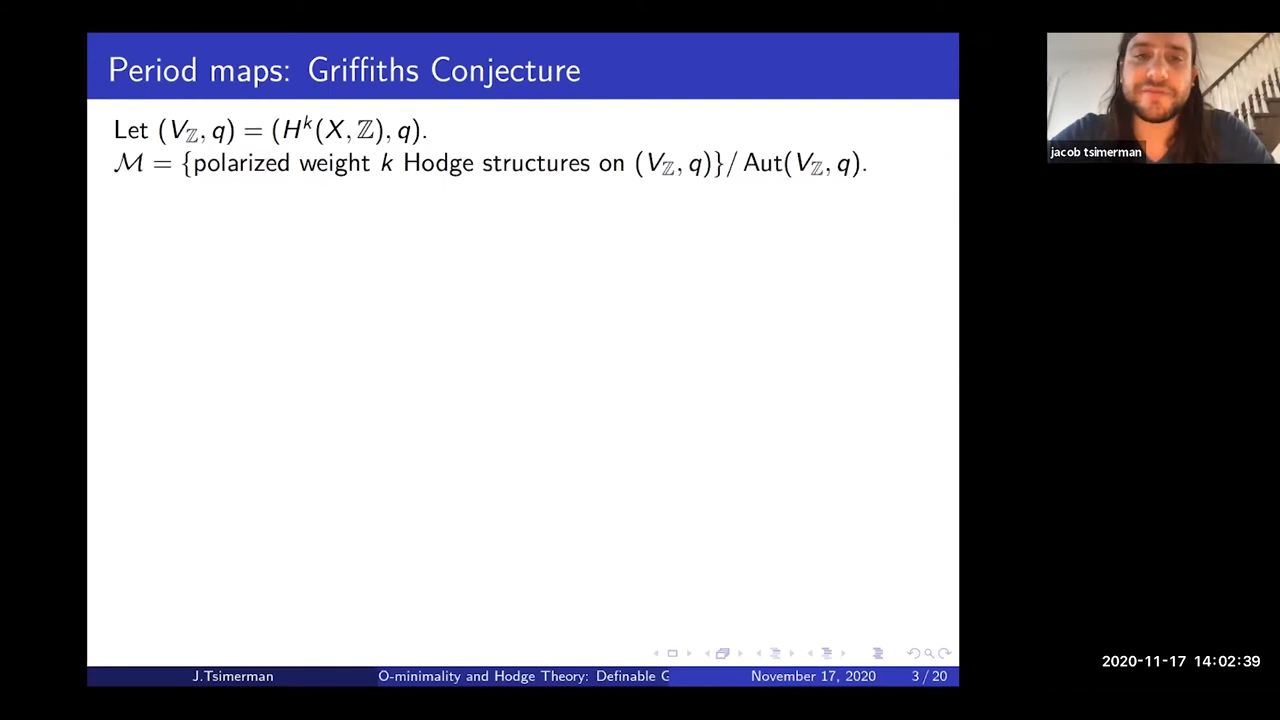 Period maps: Griffiths Conjecture
Let (V_ℤ, q) = (H^k(X, ℤ), q).
ℳ = {polarized weight k Hodge structures on (V_ℤ, q)}/ Aut(V_ℤ, q).
jacob tsimerman
2020-11-17 14:02:39
J.Tsimerman
O-minimality and Hodge Theory: Definable G
November 17, 2020
3 / 20